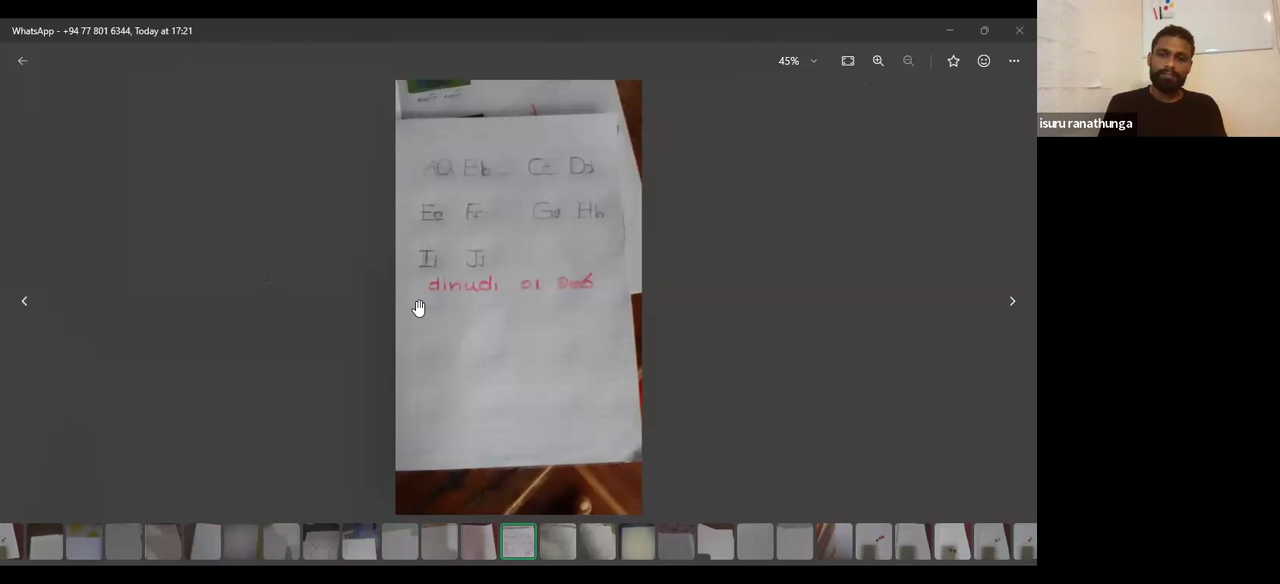 WhatsApp - +94 77 801 6344, Today at 17:21
45%
isuru ranathunga
Aa Bb Cc Dd
Ee Ff Gg Hh
Ii Jj
dinudi 01